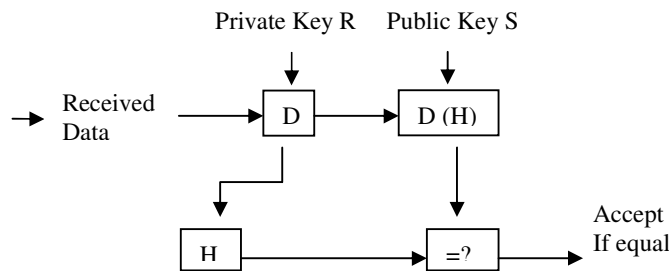 Private Key R Public Key S
Received
Data
D
D (H)
H
=?
Accept
If equal